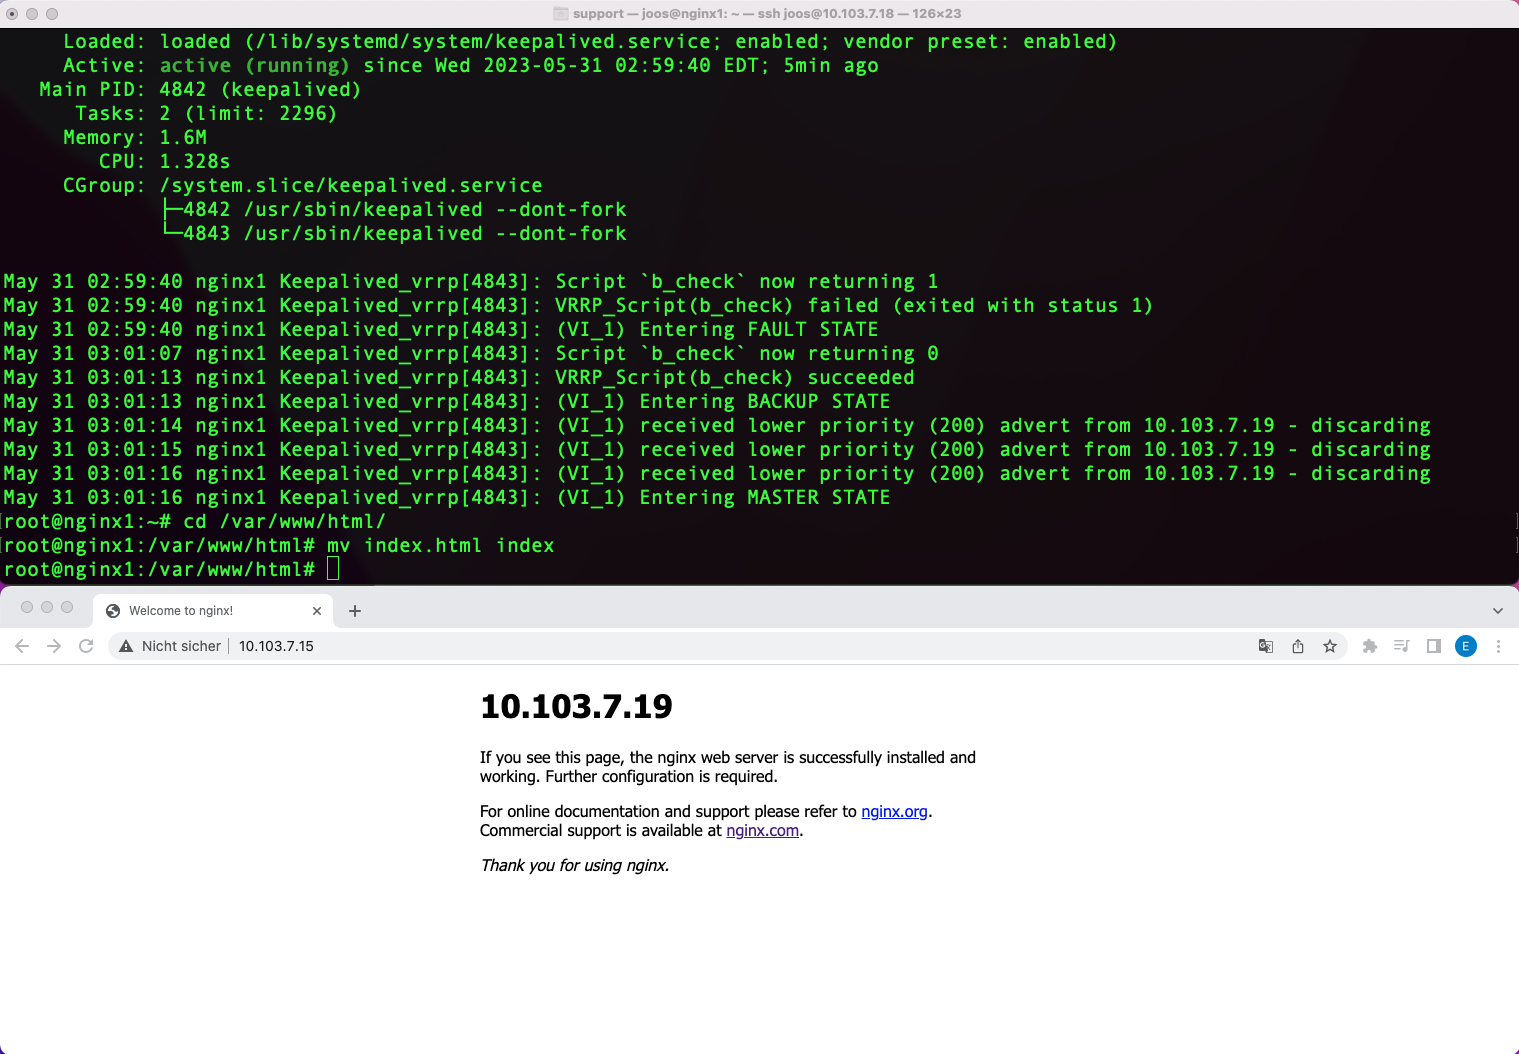 support — joos@nginx1: ~ — ssh joos@10.103.7.18 — 126×23
Loaded: loaded (/lib/systemd/system/keepalived.service; enabled; vendor preset: enabled)
Active: active (running) since Wed 2023-05-31 02:59:40 EDT; 5min ago
Main PID: 4842 (keepalived)
Tasks: 2 (limit: 2296)
Memory: 1.6M
CPU: 1.328s
CGroup: /system.slice/keepalived.service
├─4842 /usr/sbin/keepalived --dont-fork
└─4843 /usr/sbin/keepalived --dont-fork
May 31 02:59:40 nginx1 Keepalived_vrrp[4843]: Script `b_check` now returning 1
May 31 02:59:40 nginx1 Keepalived_vrrp[4843]: VRRP_Script(b_check) failed (exited with status 1)
May 31 02:59:40 nginx1 Keepalived_vrrp[4843]: (VI_1) Entering FAULT STATE
May 31 03:01:07 nginx1 Keepalived_vrrp[4843]: Script `b_check` now returning 0
May 31 03:01:13 nginx1 Keepalived_vrrp[4843]: VRRP_Script(b_check) succeeded
May 31 03:01:13 nginx1 Keepalived_vrrp[4843]: (VI_1) Entering BACKUP STATE
May 31 03:01:14 nginx1 Keepalived_vrrp[4843]: (VI_1) received lower priority (200) advert from 10.103.7.19 - discarding
May 31 03:01:15 nginx1 Keepalived_vrrp[4843]: (VI_1) received lower priority (200) advert from 10.103.7.19 - discarding
May 31 03:01:16 nginx1 Keepalived_vrrp[4843]: (VI_1) received lower priority (200) advert from 10.103.7.19 - discarding
May 31 03:01:16 nginx1 Keepalived_vrrp[4843]: (VI_1) Entering MASTER STATE
[root@nginx1:~# cd /var/www/html/ ]
[root@nginx1:/var/www/html# mv index.html index ]
root@nginx1:/var/www/html#
Welcome to nginx!
Nicht sicher | 10.103.7.15 E
10.103.7.19
If you see this page, the nginx web server is successfully installed and
working. Further configuration is required.
For online documentation and support please refer to nginx.org.
Commercial support is available at nginx.com.
Thank you for using nginx.